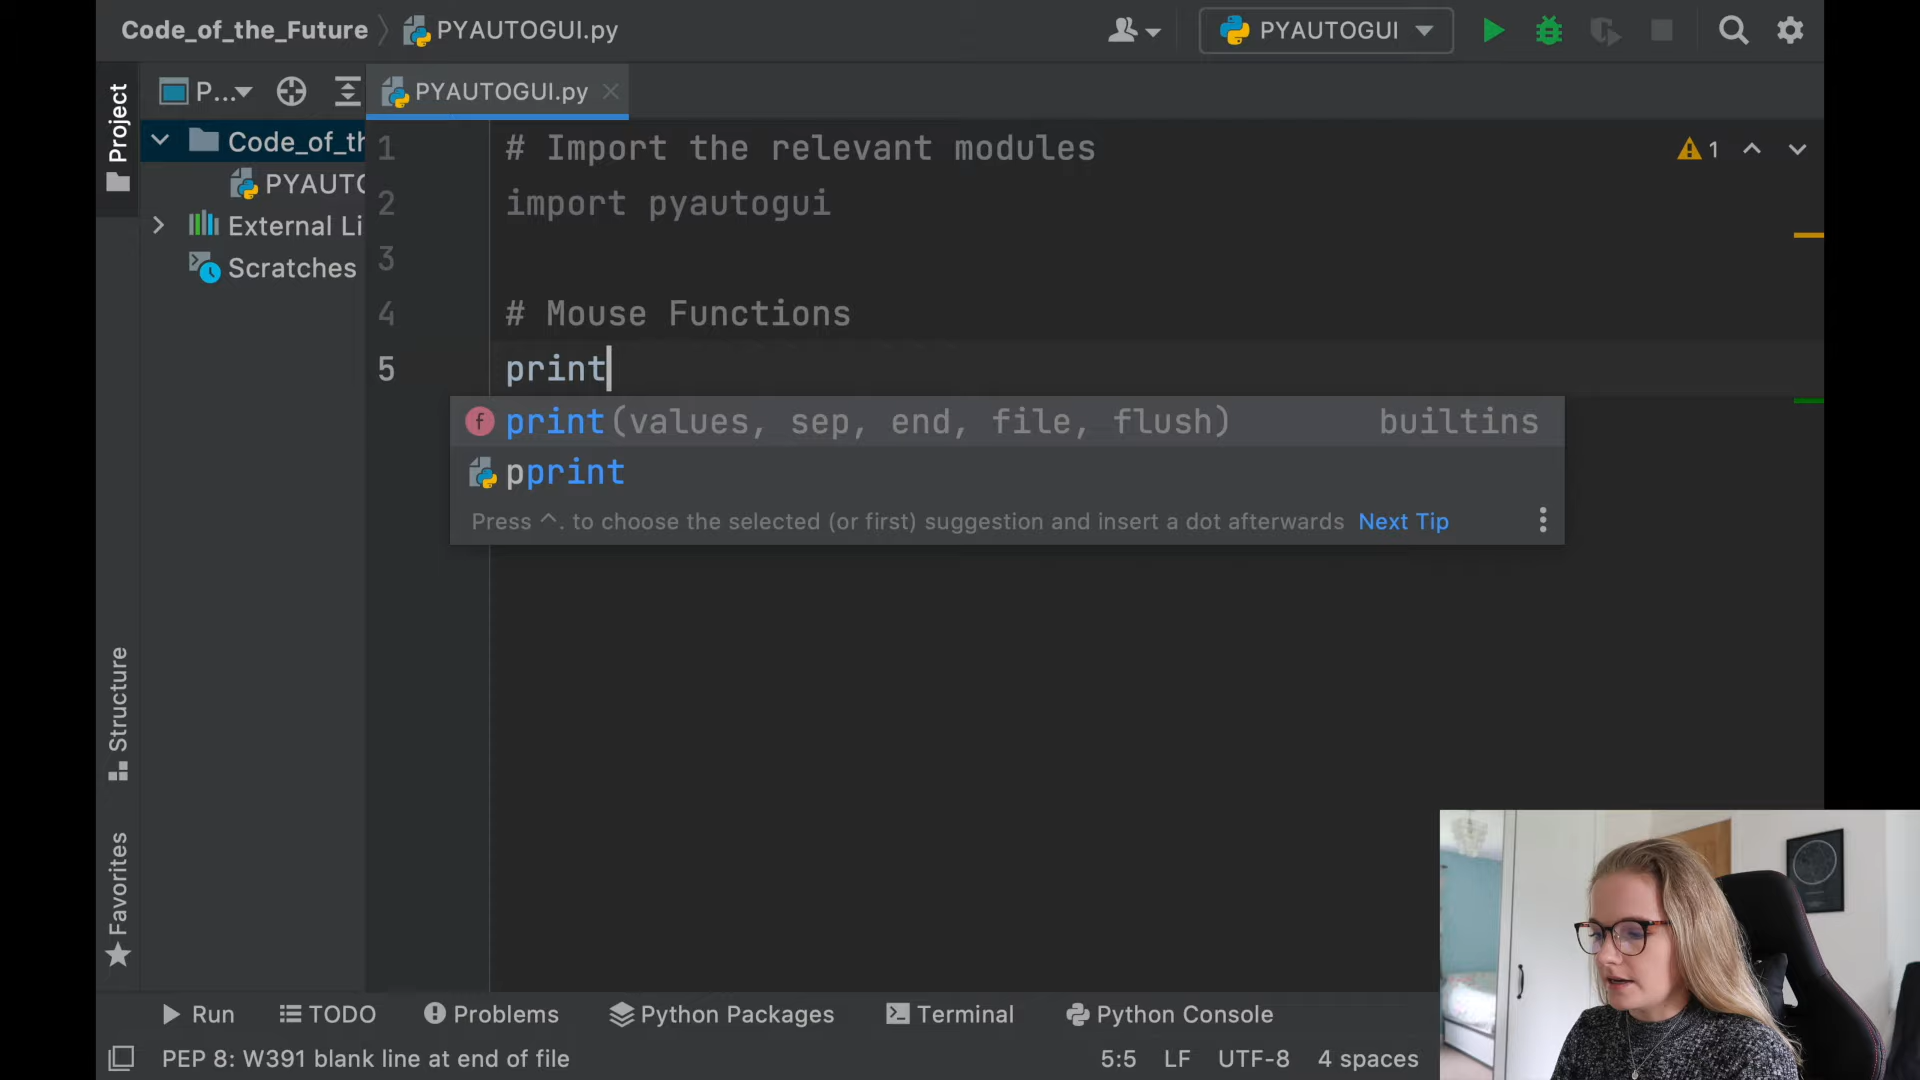 Code_of_the_Future PYAUTOGUI.py PYAUTOGUI
Project P... PYAUTOGUI.py
Code_of_th
PYAUTO
External Li
Scratches
1 # Import the relevant modules 1
2 import pyautogui
3
4 # Mouse Functions
5 print
print(values, sep, end, file, flush) builtins
pprint
Press ^. to choose the selected (or first) suggestion and insert a dot afterwards Next Tip
Structure
Favorites
Run TODO Problems Python Packages Terminal Python Console
PEP 8: W391 blank line at end of file 5:5 LF UTF-8 4 spaces